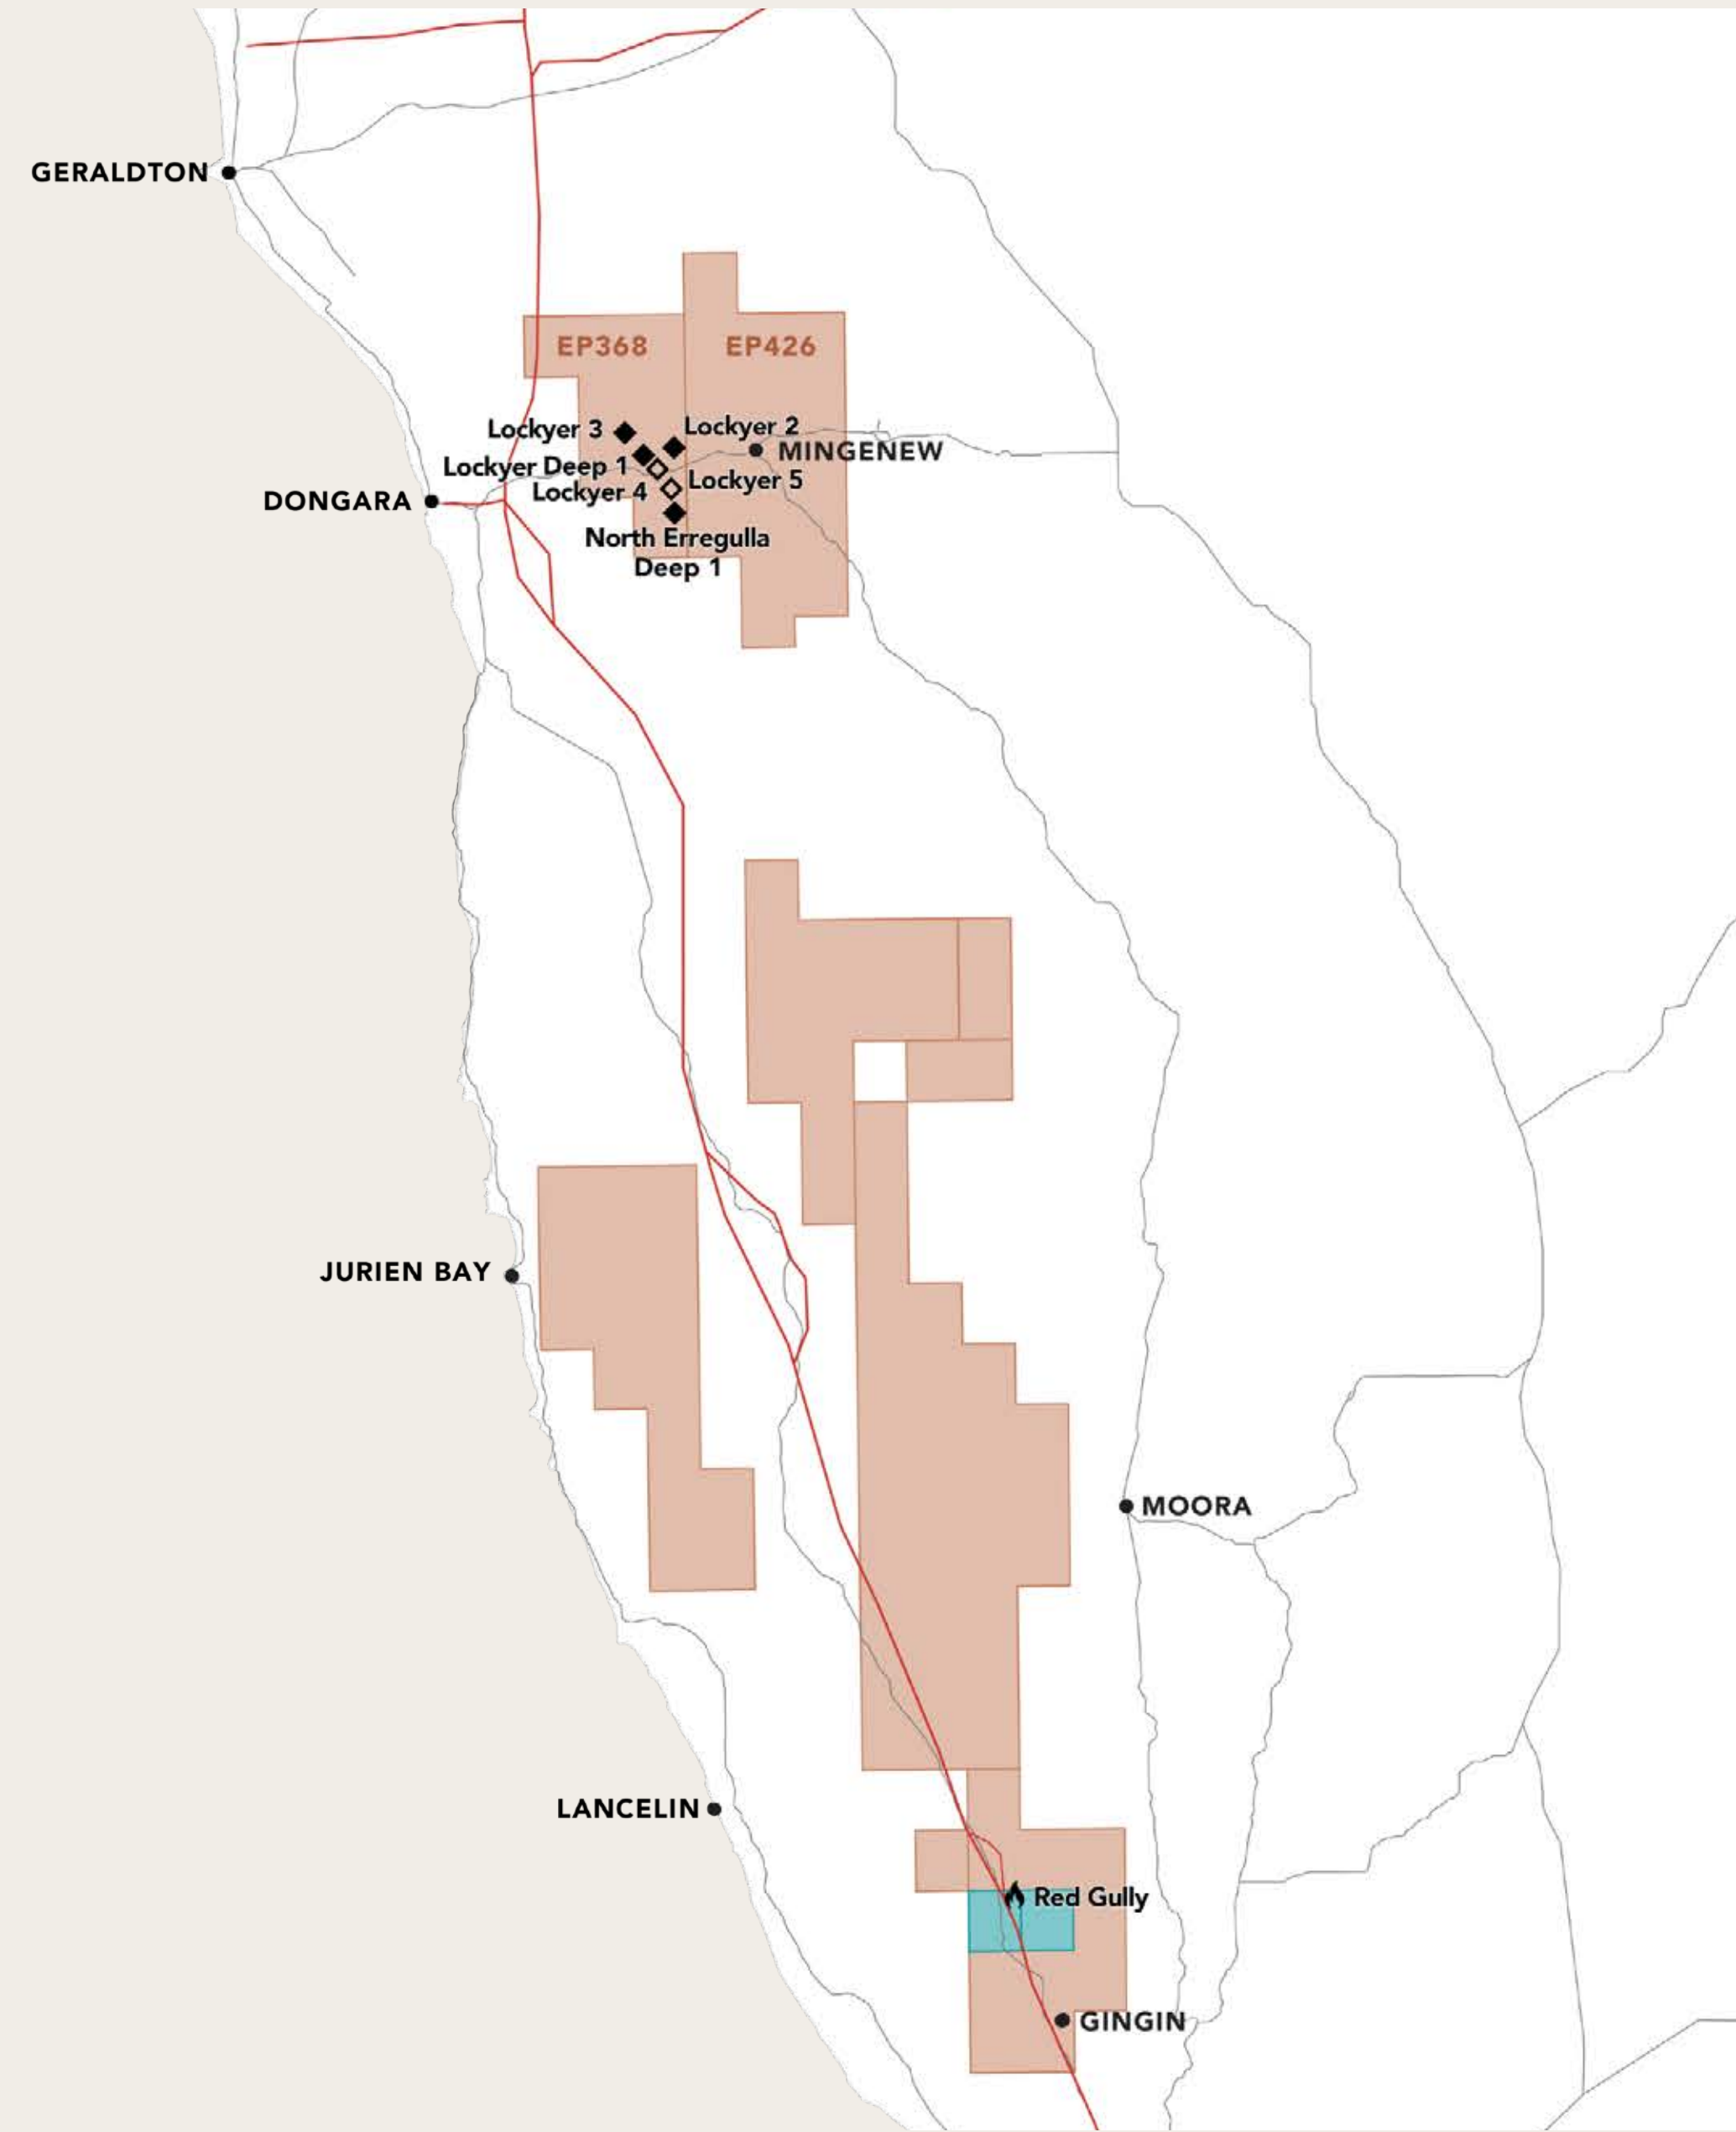 GERALDTON
EP368
EP426
Lockyer 3
Lockyer 2
MINGENEW
Lockyer Deep 1
Lockyer 5
Lockyer 4
DONGARA
North Erregulla
Deep 1
JURIEN BAY
MOORA
LANCELIN
Red Gully
GINGIN